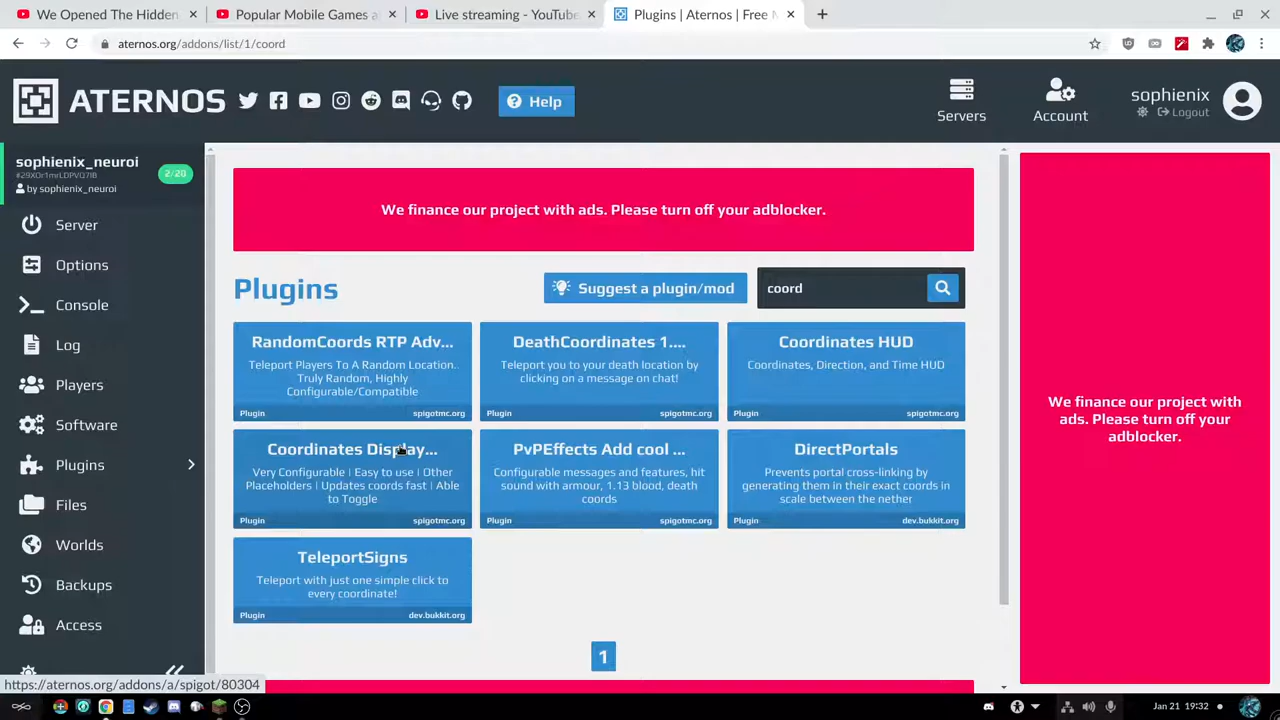 We Opened The Hidden
Popular Mobile Games a
Live streaming - YouTube
Plugins | Aternos | Free
aternos.org/addons/list/1/coord
ATERNOS
Help
Servers
Account
sophienix
Logout
sophienix_neuroi
2/20
by sophienix_neuroi
Server
Options
Console
Log
Players
Software
Plugins
Files
Worlds
Backups
Access
We finance our project with ads. Please turn off your adblocker.
Plugins
Suggest a plugin/mod
coord
RandomCoords RTP Adv...
Teleport Players To A Random Location..
Truly Random, Highly
Configurable/Compatible
Plugin
spigotmc.org
DeathCoordinates 1....
Teleport you to your death location by
clicking on a message on chat!
Plugin
spigotmc.org
Coordinates HUD
Coordinates, Direction, and Time HUD
Plugin
spigotmc.org
Coordinates Display...
Very Configurable | Easy to use | Other
Placeholders | Updates coords fast | Able
to Toggle
Plugin
spigotmc.org
PvPEffects Add cool ...
Configurable messages and features, hit
sound with armour, 1.13 blood, death
coords
Plugin
spigotmc.org
DirectPortals
Prevents portal cross-linking by
generating them in their exact coords in
scale between the nether
Plugin
dev.bukkit.org
TeleportSigns
Teleport with just one simple click to
every coordinate!
Plugin
dev.bukkit.org
1
We finance our project with
ads. Please turn off your
adblocker.
https://aternos.org/addons/a/spigot/80304
Jan 21 19:32